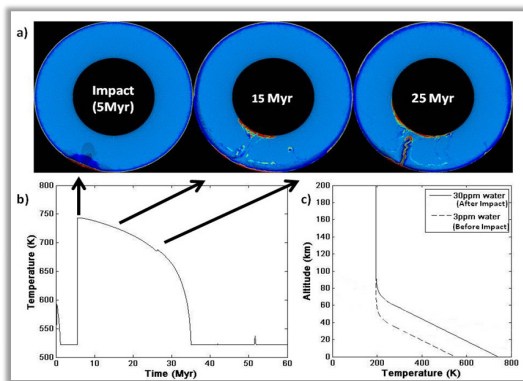 a)
Impact
(5Myr)
15 Myr
25 Myr
b)
800
750
700
650
600
550
500
0 10 20 30 40 50 60
Temperature (K)
Time (Myr)
c)
200
180
160
140
120
100
80
60
40
20
0
0 200 400 600 800
Altitude (km)
Temperature (K)
30ppm water
(After Impact)
3ppm water
(Before Impact)